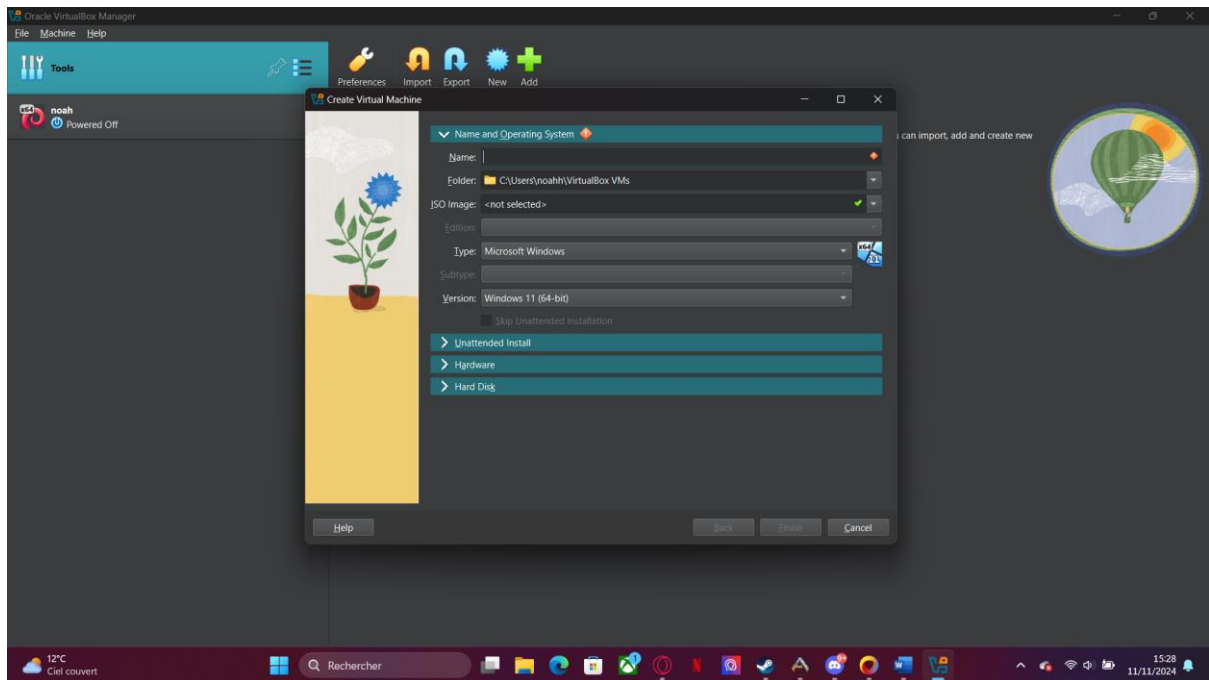 Oracle VirtualBox Manager
File Machine Help
Tools
Preferences Import Export New Add
x64
noah
Powered Off
Create Virtual Machine
can import, add and create new
Name and Operating System
Name:
Folder: C:\Users\noahh\VirtualBox VMs
ISO Image: <not selected>
Edition:
Type: Microsoft Windows
x64
11
Subtype:
Version: Windows 11 (64-bit)
Skip Unattended Installation
Unattended Install
Hardware
Hard Disk
Help Back Finish Cancel
12°C
Ciel couvert
Rechercher
15:28
11/11/2024